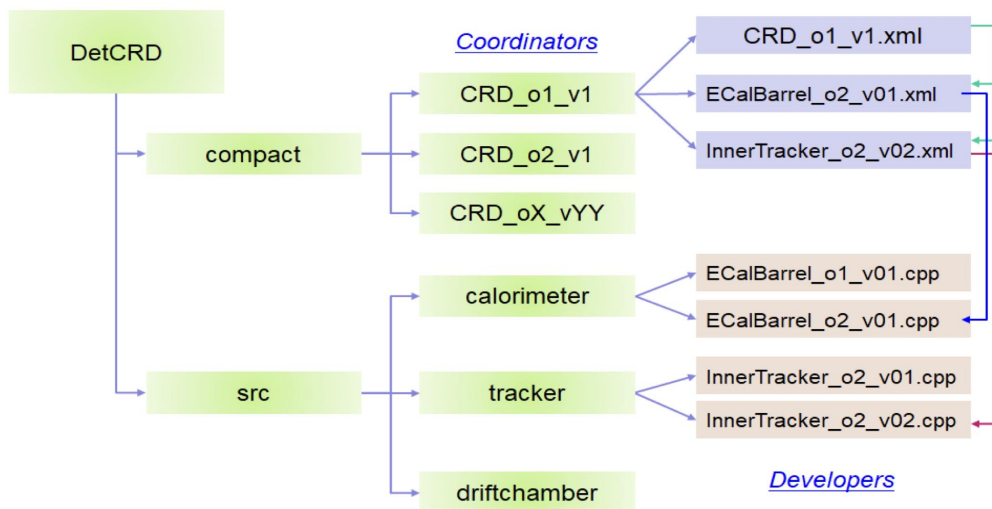 DetCRD
Coordinators
CRD_o1_v1.xml
CRD_o1_v1
ECalBarrel_o2_v01.xml
compact
CRD_o2_v1
InnerTracker_o2_v02.xml
CRD_oX_vYY
ECalBarrel_o1_v01.cpp
calorimeter
ECalBarrel_o2_v01.cpp
InnerTracker_o2_v01.cpp
src
tracker
InnerTracker_o2_v02.cpp
Developers
driftchamber